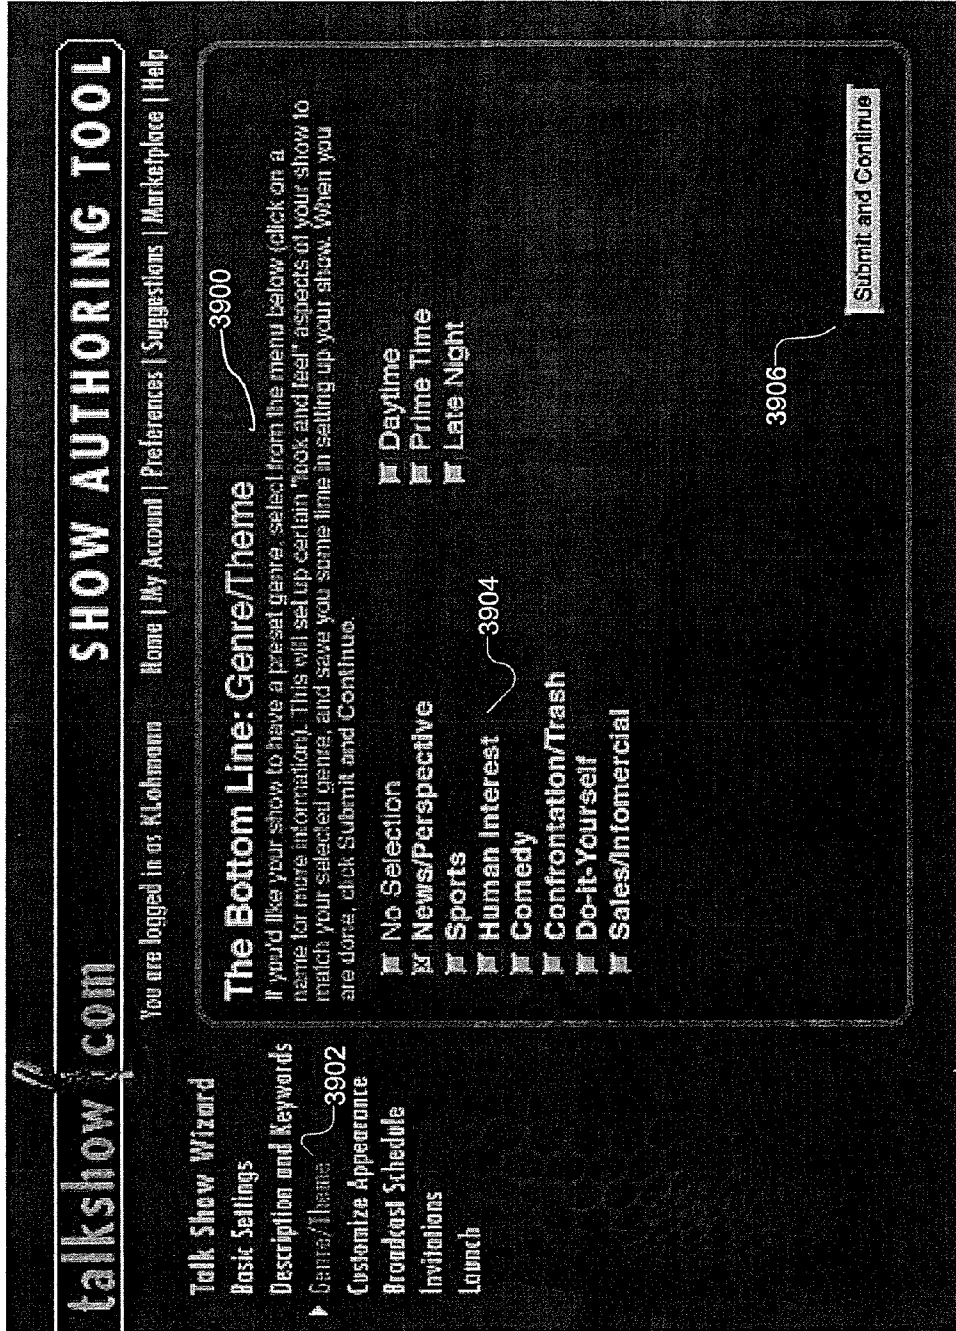 talkshow com
SHOW AUTHORING TOOL
You are logged in as KLohmann
Home | My Account | Preferences | Suggestions | Marketplace | Help
Talk Show Wizard
Basic Settings
Description and Keywords
Genre/Theme
3902
Customize Appearance
Broadcast Schedule
Invitations
Launch
The Bottom Line: Genre/Theme
3900
If you'd like your show to have a preset genre, select from the menu below (click on a
name for more information). This will set up certain "look and feel" aspects of your show to
match your selected genre, and save you some time in setting up your show. When you
are done, click Submit and Continue.
No Selection
News/Perspective
Sports
Human Interest
Comedy
Confrontation/Trash
Do-it-Yourself
Sales/Infomercial
3904
Daytime
Prime Time
Late Night
3906
Submit and Continue